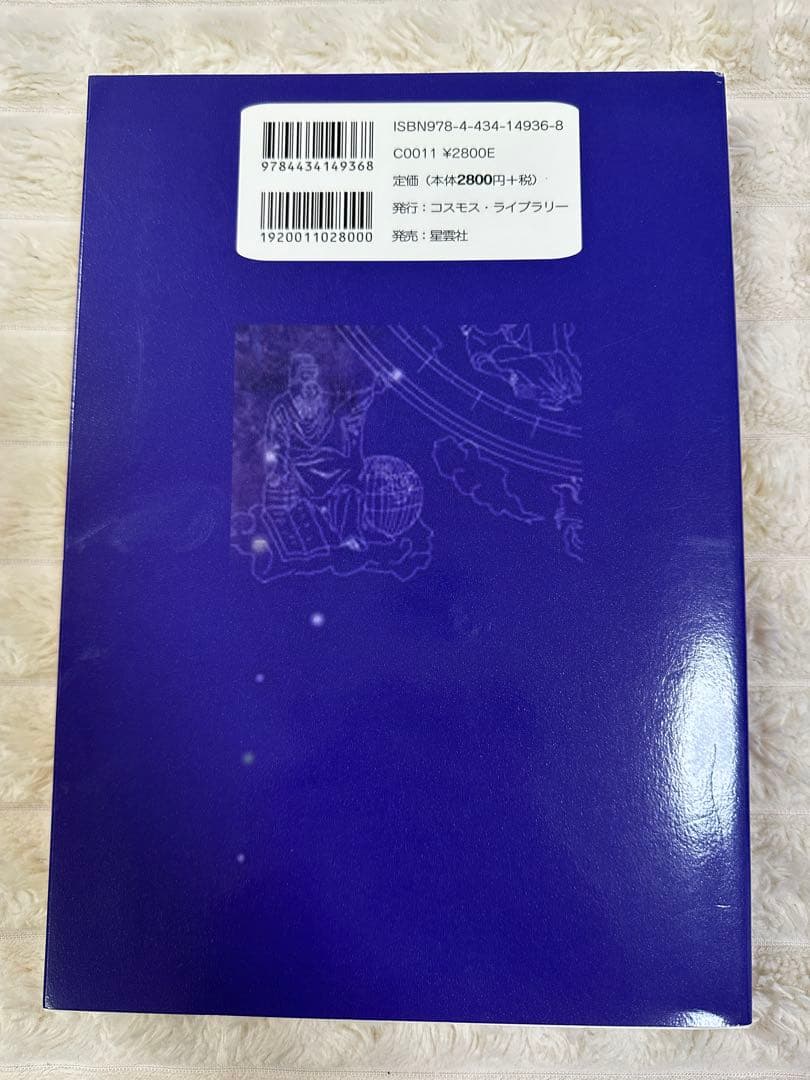 ISBN978-4-434-14936-8
9784434149368
C0011 ¥2800E
定価（本体2800円＋税）
発行：コスモス・ライブラリー
1920011028000
発売：星雲社